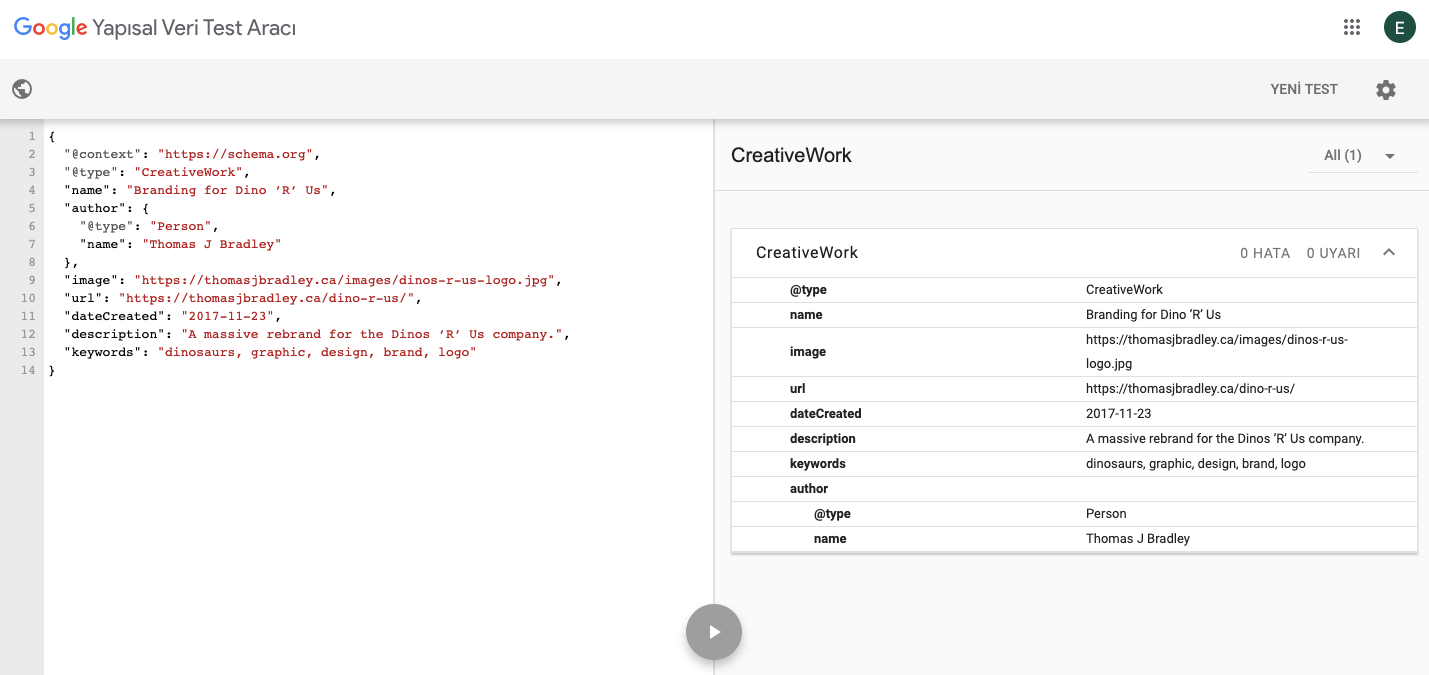 Google Yapısal Veri Test Aracı
E
YENİ TEST
1 {
2 "@context": "https://schema.org",
3 "@type": "CreativeWork",
4 "name": "Branding for Dino ‘R’ Us",
5 "author": {
6 "@type": "Person",
7 "name": "Thomas J Bradley"
8 },
9 "image": "https://thomasjbradley.ca/images/dinos-r-us-logo.jpg",
10 "url": "https://thomasjbradley.ca/dino-r-us/",
11 "dateCreated": "2017-11-23",
12 "description": "A massive rebrand for the Dinos ’R’ Us company.",
13 "keywords": "dinosaurs, graphic, design, brand, logo"
14 }
CreativeWork
All (1)
CreativeWork 0 HATA 0 UYARI
@type CreativeWork
name Branding for Dino ‘R’ Us
image https://thomasjbradley.ca/images/dinos-r-us-
logo.jpg
url https://thomasjbradley.ca/dino-r-us/
dateCreated 2017-11-23
description A massive rebrand for the Dinos ’R’ Us company.
keywords dinosaurs, graphic, design, brand, logo
author
@type Person
name Thomas J Bradley